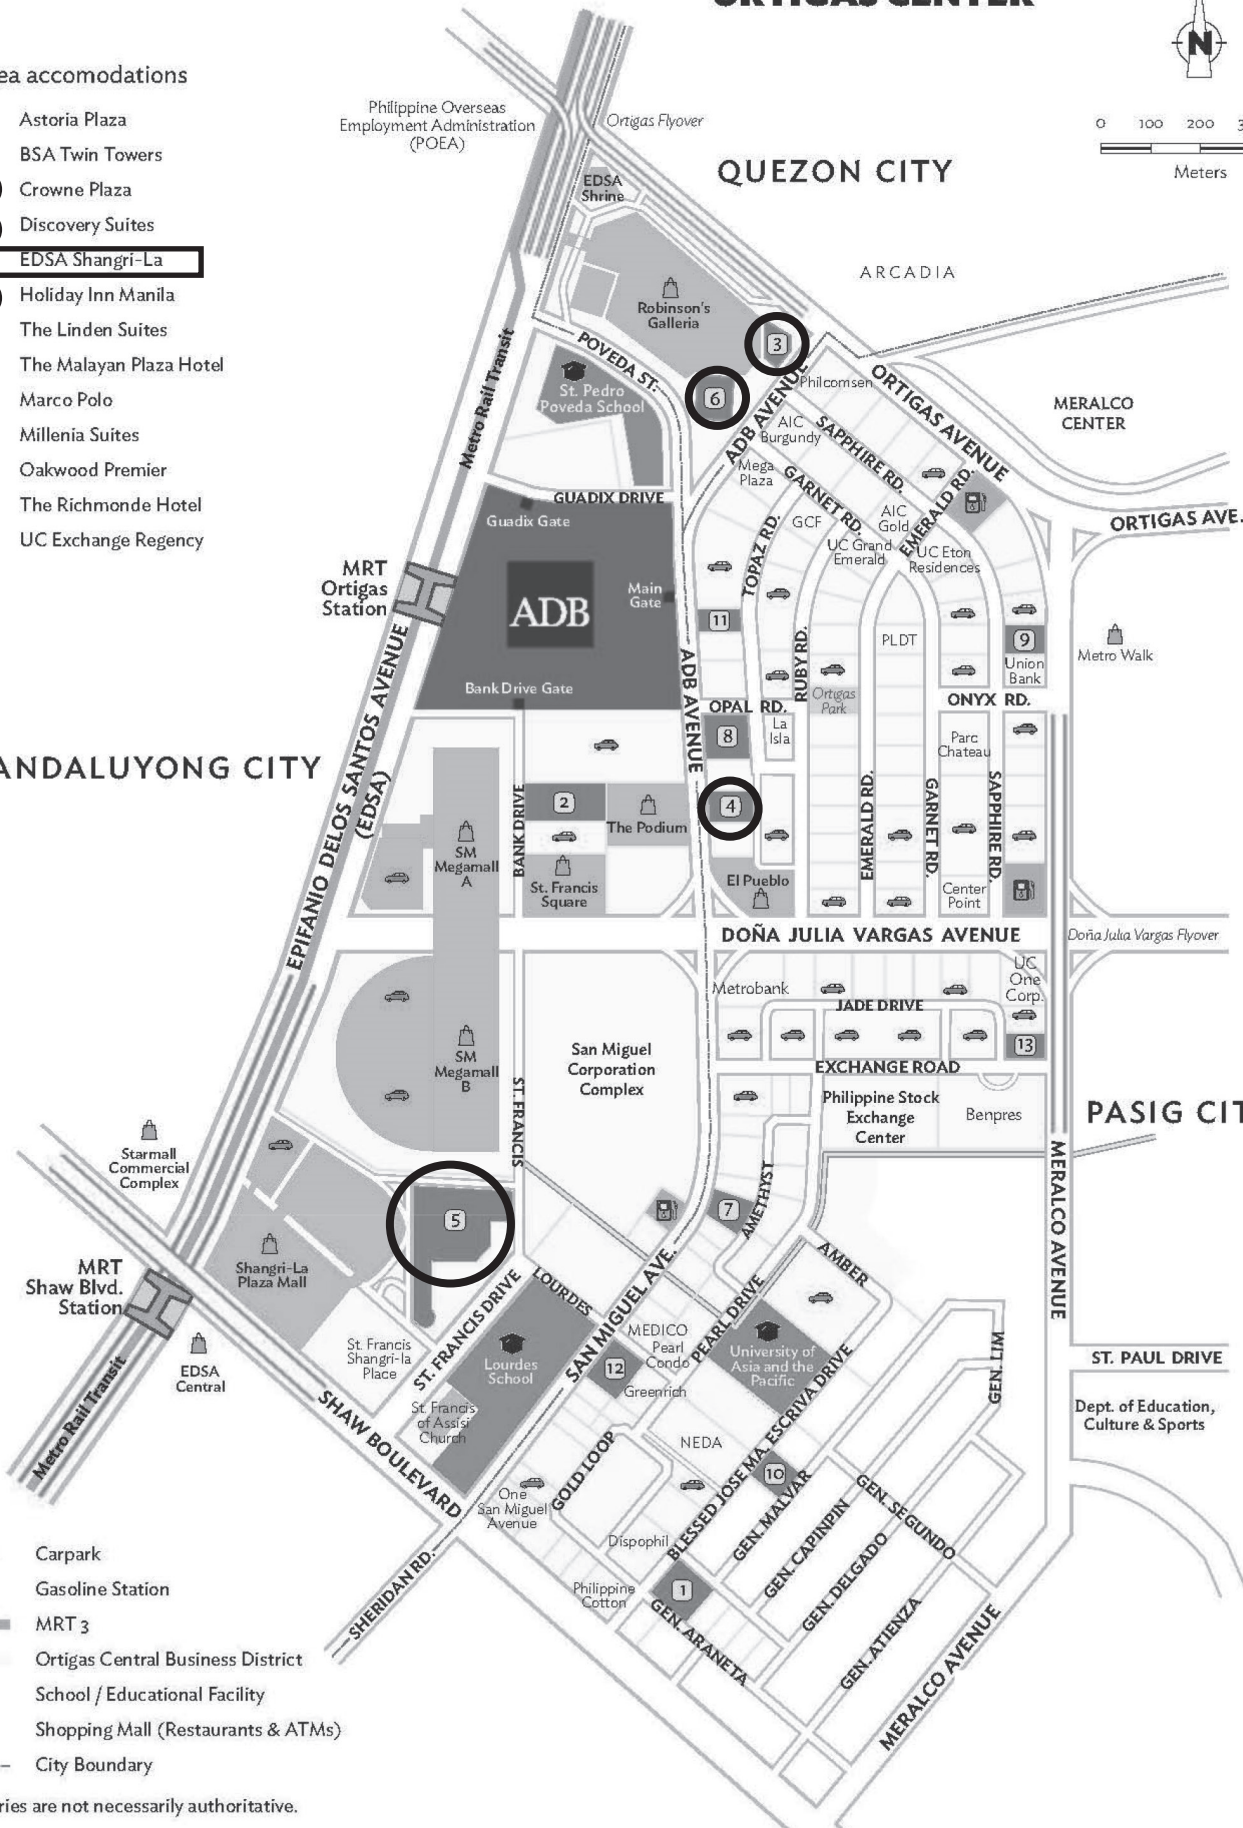 ORTIGAS CENTER
N
ea accomodations
Astoria Plaza
BSA Twin Towers
Crowne Plaza
Discovery Suites
EDSA Shangri-La
Holiday Inn Manila
The Linden Suites
The Malayan Plaza Hotel
Marco Polo
Millenia Suites
Oakwood Premier
The Richmonde Hotel
UC Exchange Regency
Philippine Overseas
Employment Administration
(POEA)
Ortigas Flyover
0 100 200 3
Meters
QUEZON CITY
EDSA
Shrine
ARCADIA
Robinson's
Galleria
3
6
POVEDA ST.
St. Pedro
Poveda School
Metro Rail Transit
ADB AVENUE
Philcomsen
ORTIGAS AVENUE
MERALCO
CENTER
AIC
Burgundy
SAPPHIRE RD.
Mega
Plaza
GARNET RD.
GUADIX DRIVE
Guadix Gate
GCF
AIC
Gold
EMERALD RD.
ORTIGAS AVE.
UC Grand
Emerald
UC Eton
Residences
TOPAZ RD.
MRT
Ortigas
Station
ADB
Main
Gate
11
ADB AVENUE
RUBY RD.
PLDT
9
Union
Bank
Metro Walk
Bank Drive Gate
Ortigas
Park
OPAL RD.
ONYX RD.
8
La
Isla
Parc
Chateau
ANDALUYONG CITY
EPIFANIO DELOS SANTOS AVENUE
(EDSA)
BANK DRIVE
2
The Podium
4
EMERALD RD.
GARNET RD.
SAPPHIRE RD.
SM
Megamall
A
St. Francis
Square
El Pueblo
Center
Point
DOÑA JULIA VARGAS AVENUE
Doña Julia Vargas Flyover
Metrobank
UC
One
Corp.
JADE DRIVE
13
SM
Megamall
B
San Miguel
Corporation
Complex
EXCHANGE ROAD
ST. FRANCIS
Philippine Stock
Exchange
Center
Benpres
PASIG CIT
Starmall
Commercial
Complex
MERALCO AVENUE
5
7
AMETHYST
MRT
Shaw Blvd.
Station
Shangri-La
Plaza Mall
AMBER
LOURDES
SAN MIGUEL AVE.
PEARL DRIVE
ST. FRANCIS DRIVE
St. Francis
Shangri-la
Place
Lourdes
School
MEDICO
Pearl
Condo
12
Greenrich
University of
Asia and the
Pacific
GEN. LIM
ST. PAUL DRIVE
EDSA
Central
Metro Rail Transit
SHAW BOULEVARD
St. Francis
of Assisi
Church
Dept. of Education,
Culture & Sports
BLESSED JOSE MA. ESCRIVA DRIVE
NEDA
10
GOLD LOOP
One
San Miguel
Avenue
GEN. MALVAR
GEN. CAPINPIN
GEN. SEGUNDO
GEN. DELGADO
Dispophil
Philippine
Cotton
1
SHERIDAN RD.
GEN. ARANETA
GEN. ATIENZA
MERALCO AVENUE
Carpark
Gasoline Station
MRT 3
Ortigas Central Business District
School / Educational Facility
Shopping Mall (Restaurants & ATMs)
City Boundary
ries are not necessarily authoritative.